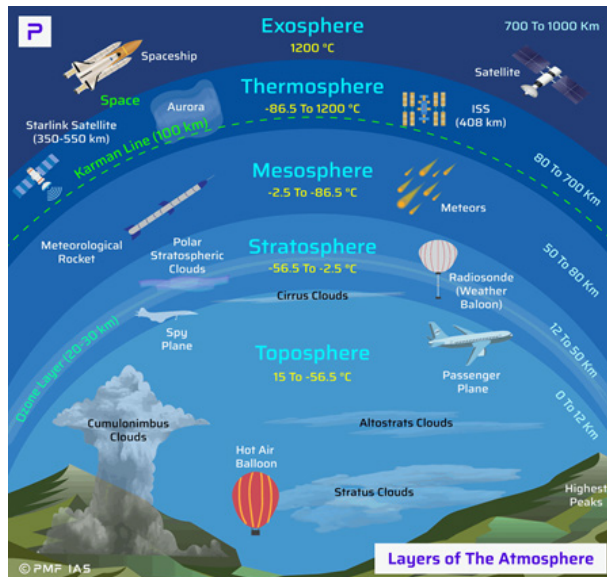 P
Exosphere
1200 °C
700 To 1000 Km
Spaceship
Satellite
Space
Thermosphere
-86.5 To 1200 °C
Aurora
ISS
(408 km)
Starlink Satellite
(350-550 km)
Karman Line (100 km)
80 To 700 Km
Mesosphere
-2.5 To -86.5 °C
Meteors
Meteorological
Rocket
Polar
Stratospheric
Clouds
Stratosphere
-56.5 To -2.5 °C
50 To 80 Km
Radiosonde
(Weather
Baloon)
Cirrus Clouds
Spy
Plane
Ozone Layer (20-30 km)
12 To 50 Km
Toposphere
15 To -56.5 °C
Passenger
Plane
0 To 12 Km
Cumulonimbus
Clouds
Altostrats Clouds
Hot Air
Balloon
Stratus Clouds
Highest
Peaks
© PMF IAS
Layers of The Atmosphere